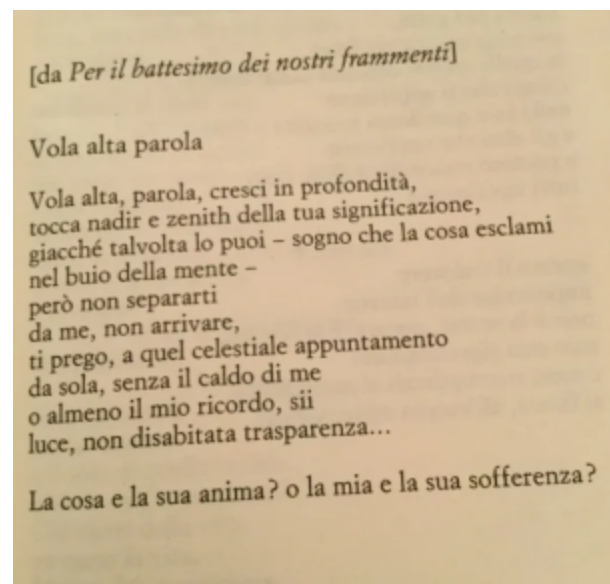 [da Per il battesimo dei nostri frammenti]
Vola alta parola
Vola alta, parola, cresci in profondità,
tocca nadir e zenith della tua significazione,
giacché talvolta lo puoi – sogno che la cosa esclami
nel buio della mente –
però non separarti
da me, non arrivare,
ti prego, a quel celestiale appuntamento
da sola, senza il caldo di me
o almeno il mio ricordo, sii
luce, non disabitata trasparenza...
La cosa e la sua anima? o la mia e la sua sofferenza?